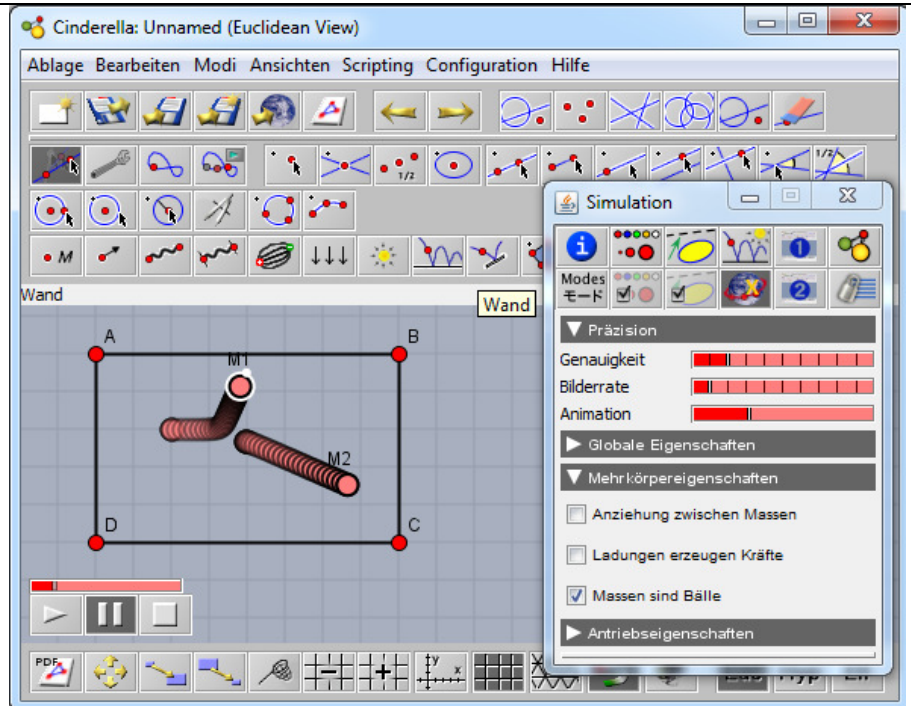 Cinderella: Unnamed (Euclidean View)
Ablage Bearbeiten Modi Ansichten Scripting Configuration Hilfe
1/2
1/2
M
Wand
Wand
A
B
M1
M2
D
C
Simulation
Modes
モード
1
2
Präzision
Genauigkeit
Bilderrate
Animation
Globale Eigenschaften
Mehrkörpereigenschaften
Anziehung zwischen Massen
Ladungen erzeugen Kräfte
Massen sind Bälle
Antriebseigenschaften
PDF
y
x